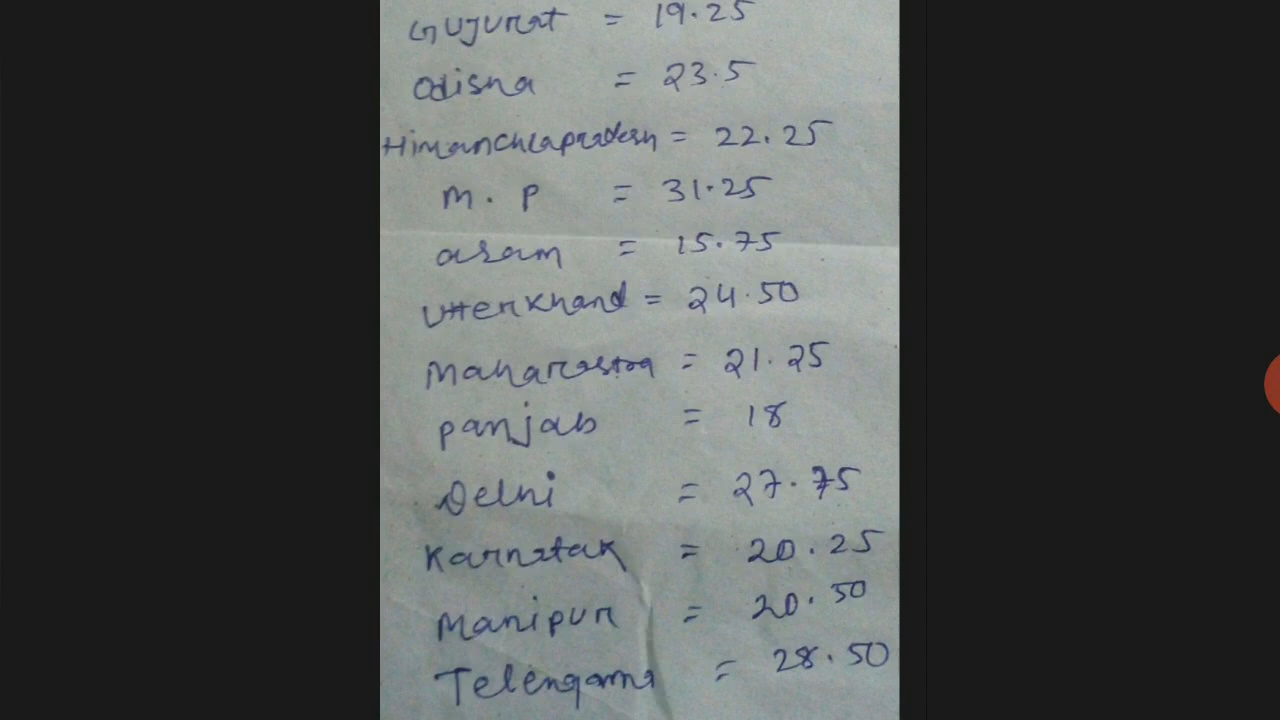 Gujurat = 19.25
Odisha = 23.5
Himanchlapradesh = 22.25
M.P = 31.25
asam = 15.75
Utterkhand = 24.50
Maharastra = 21.25
Panjab = 18
Delhi = 27.75
Karnatak = 20.25
Manipur = 20.50
Telengana = 28.50